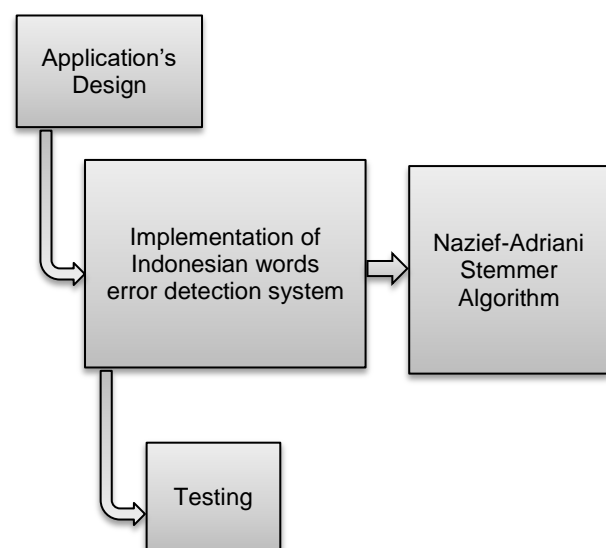 Application’s
Design
Implementation of
Indonesian words
error detection system
Nazief-Adriani
Stemmer
Algorithm
Testing